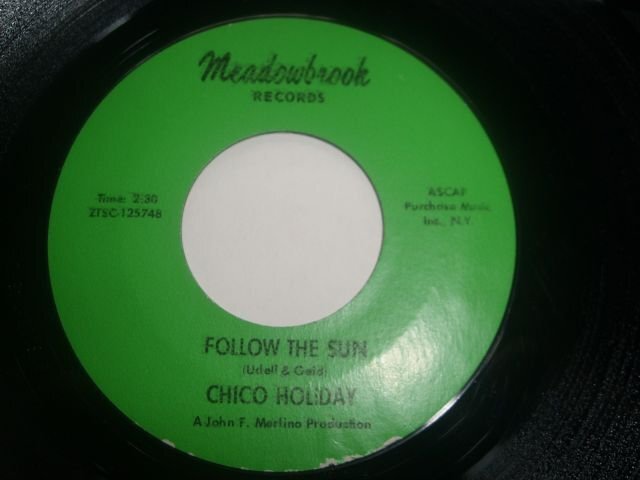 Meadowbrook
RECORDS
Time: 2:30
ZTSC-125748
ASCAP
Purchase Music
Inc., N.Y.
FOLLOW THE SUN
(Udell & Geld)
CHICO HOLIDAY
A John F. Merlino Production